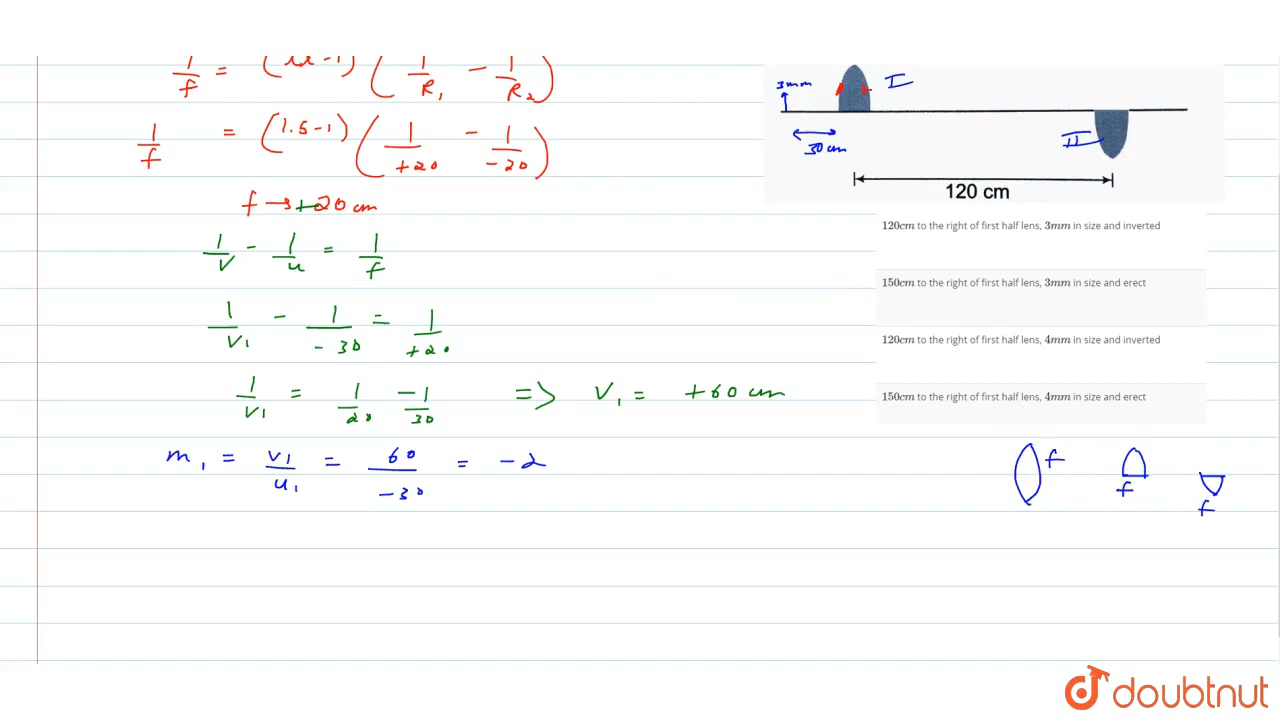 1/f = (μ-1) (1/R₁ - 1/R₂)
1/f = (1.5-1) (1/+20 - 1/-20)
f → +20 cm
1/v - 1/u = 1/f
1/v₁ - 1/-30 = 1/+20
1/v₁ = 1/20 - 1/30 => v₁ = +60 cm
m₁ = v₁/u₁ = 60/-30 = -2
3mm
I
30 cm
II
120 cm
120cm to the right of first half lens, 3mm in size and inverted
150cm to the right of first half lens, 3mm in size and erect
120cm to the right of first half lens, 4mm in size and inverted
150cm to the right of first half lens, 4mm in size and erect
f
f
f
doubtnut